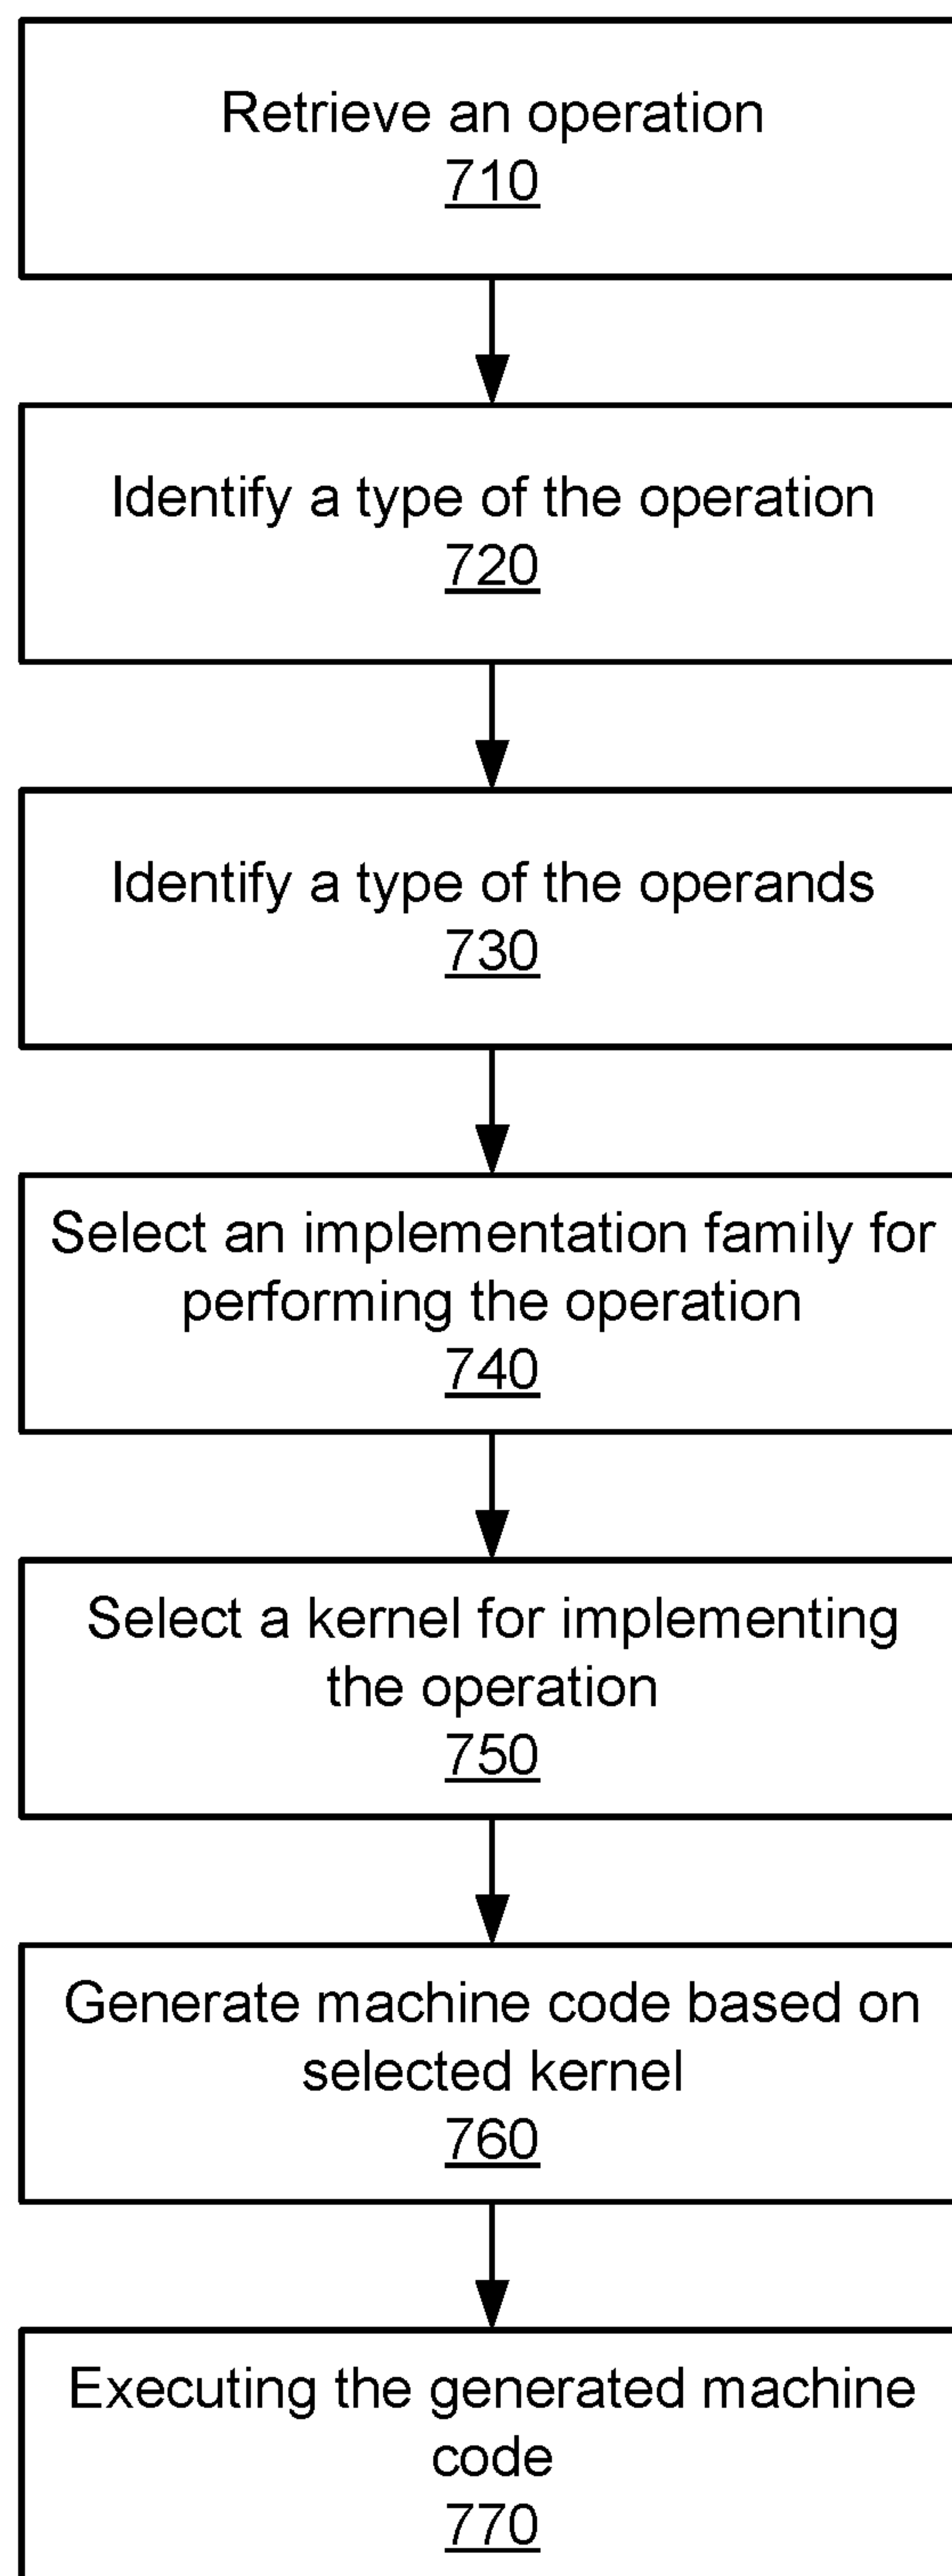 Retrieve an operation
710
Identify a type of the operation
720
Identify a type of the operands
730
Select an implementation family for
performing the operation
740
Select a kernel for implementing
the operation
750
Generate machine code based on
selected kernel
760
Executing the generated machine
code
770